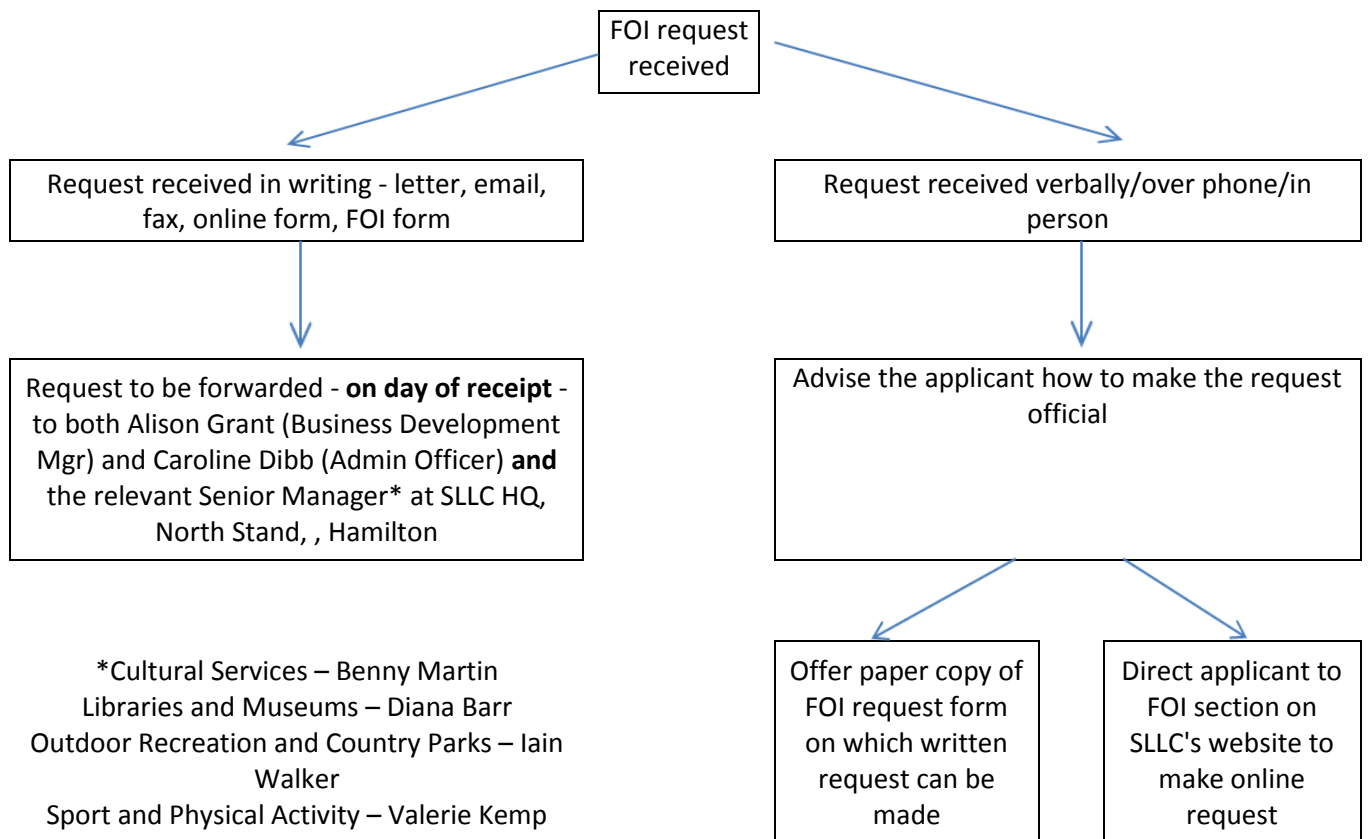 FOI request
received
Request received in writing - letter, email,
fax, online form, FOI form
Request received verbally/over phone/in
person
Request to be forwarded - on day of receipt -
to both Alison Grant (Business Development
Mgr) and Caroline Dibb (Admin Officer) and
the relevant Senior Manager* at SLLC HQ,
North Stand, , Hamilton
Advise the applicant how to make the request
official
*Cultural Services – Benny Martin
Libraries and Museums – Diana Barr
Outdoor Recreation and Country Parks – Iain
Walker
Sport and Physical Activity – Valerie Kemp
Offer paper copy of
FOI request form
on which written
request can be
made
Direct applicant to
FOI section on
SLLC's website to
make online
request